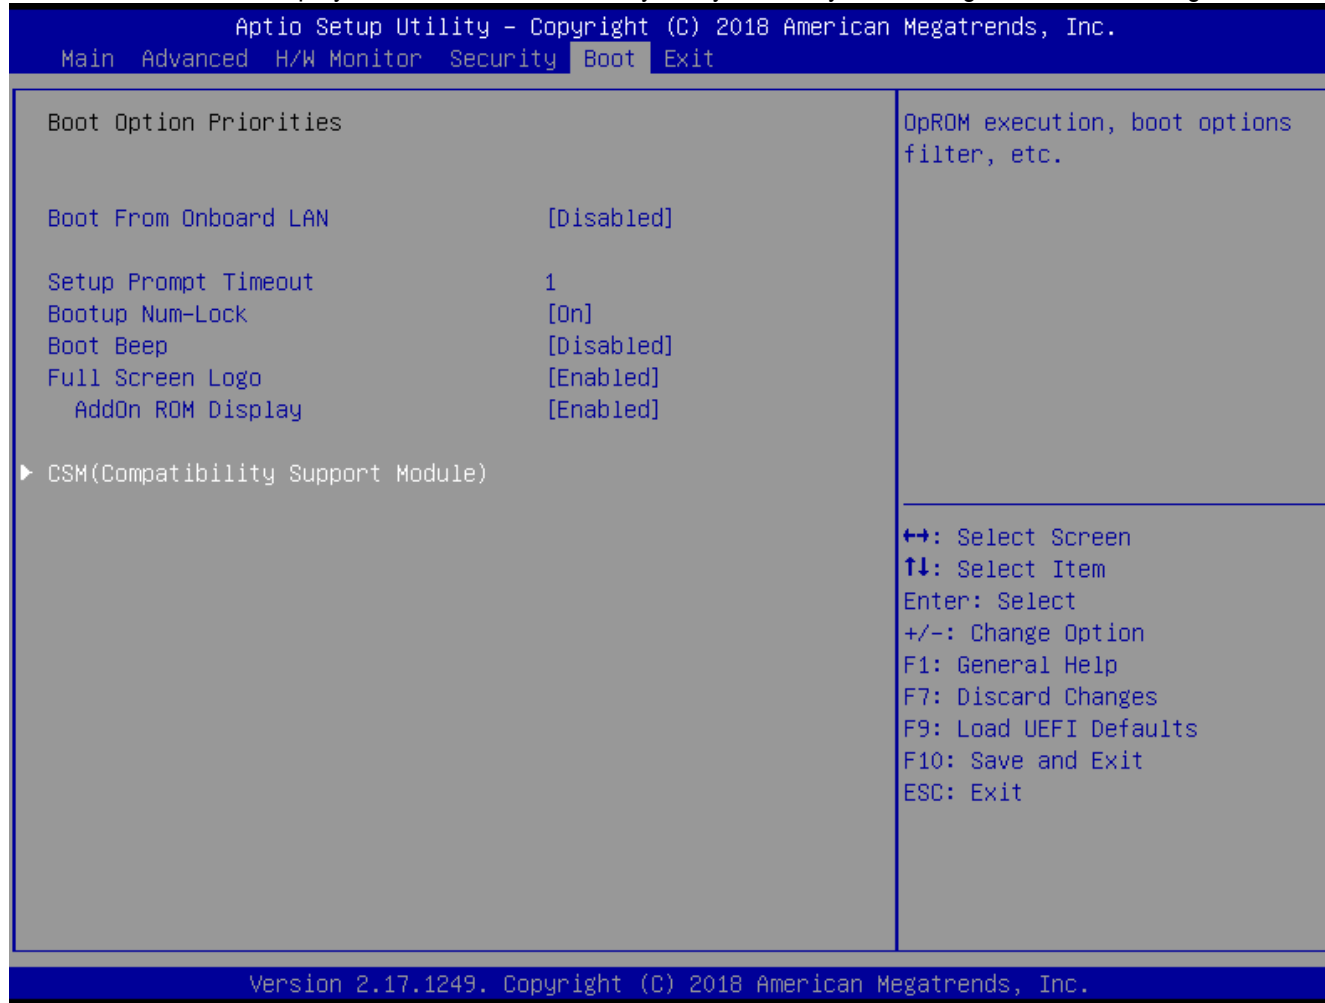 Aptio Setup Utility – Copyright (C) 2018 American Megatrends, Inc.
Main Advanced H/W Monitor Security Boot Exit
Boot Option Priorities
Boot From Onboard LAN [Disabled]
Setup Prompt Timeout 1
Bootup Num-Lock [On]
Boot Beep [Disabled]
Full Screen Logo [Enabled]
AddOn ROM Display [Enabled]
▶ CSM(Compatibility Support Module)
OpROM execution, boot options
filter, etc.
↔: Select Screen
↑↓: Select Item
Enter: Select
+/-: Change Option
F1: General Help
F7: Discard Changes
F9: Load UEFI Defaults
F10: Save and Exit
ESC: Exit
Version 2.17.1249. Copyright (C) 2018 American Megatrends, Inc.